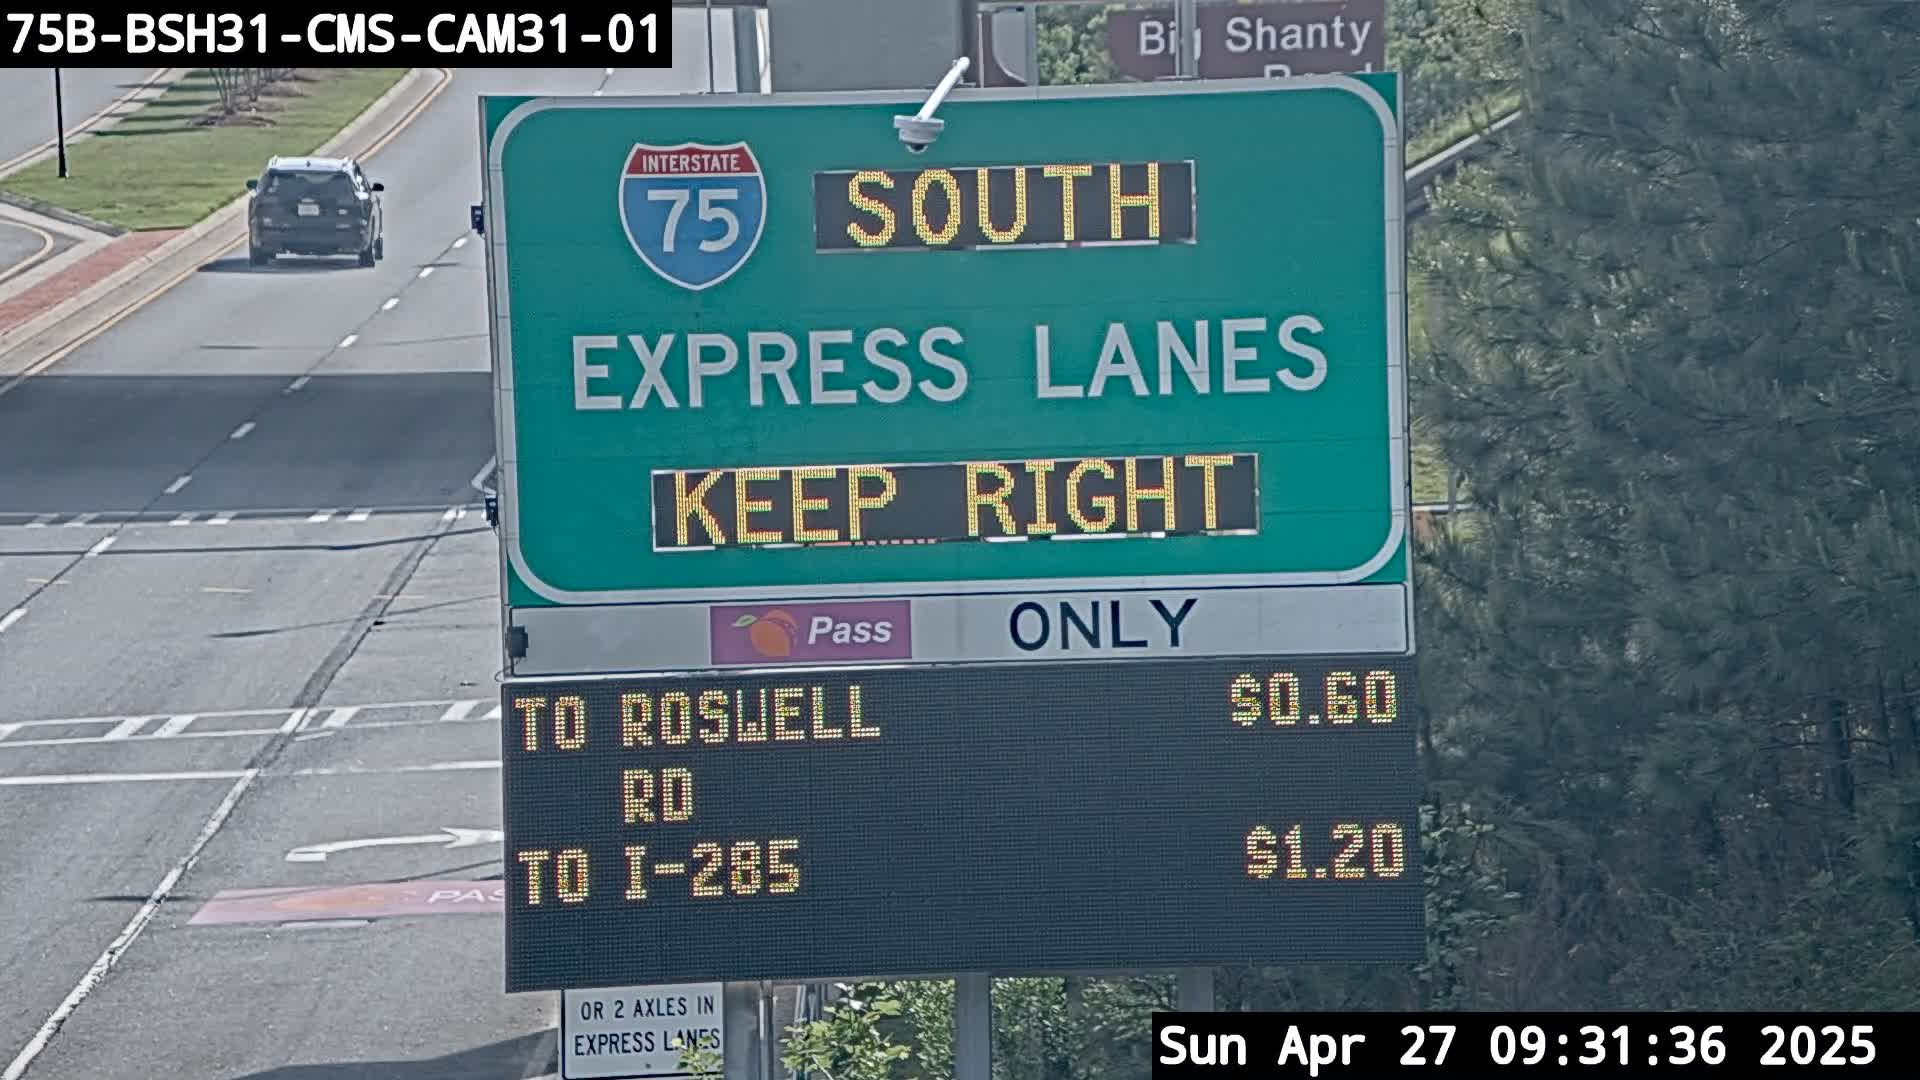 75B-BSH31-CMS-CAM31-01
Big Shanty
Road
INTERSTATE
75
SOUTH
EXPRESS LANES
KEEP RIGHT
Pass ONLY
TO ROSWELL $0.60
RD
TO I-285 $1.20
PAS
OR 2 AXLES IN
EXPRESS LANES
Sun Apr 27 09:31:36 2025